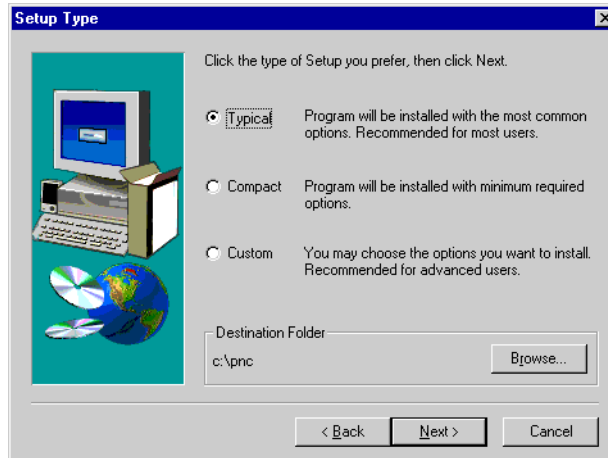 Setup Type
Click the type of Setup you prefer, then click Next.
Typical
Program will be installed with the most common
options. Recommended for most users.
Compact
Program will be installed with minimum required
options.
Custom
You may choose the options you want to install.
Recommended for advanced users.
Destination Folder
c:\pnc
Browse...
< Back
Next >
Cancel